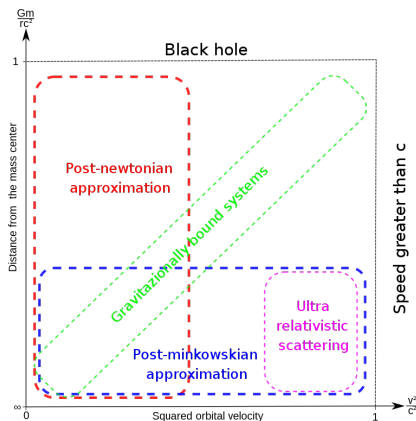 Gm
rc²
Black hole
1
Post-newtonian
approximation
Gravitazionally bound systems
Distance from the mass center
Speed greater than c
Ultra
relativistic
scattering
Post-minkowskian
approximation
∞
0
Squared orbital velocity
1
v²
c²